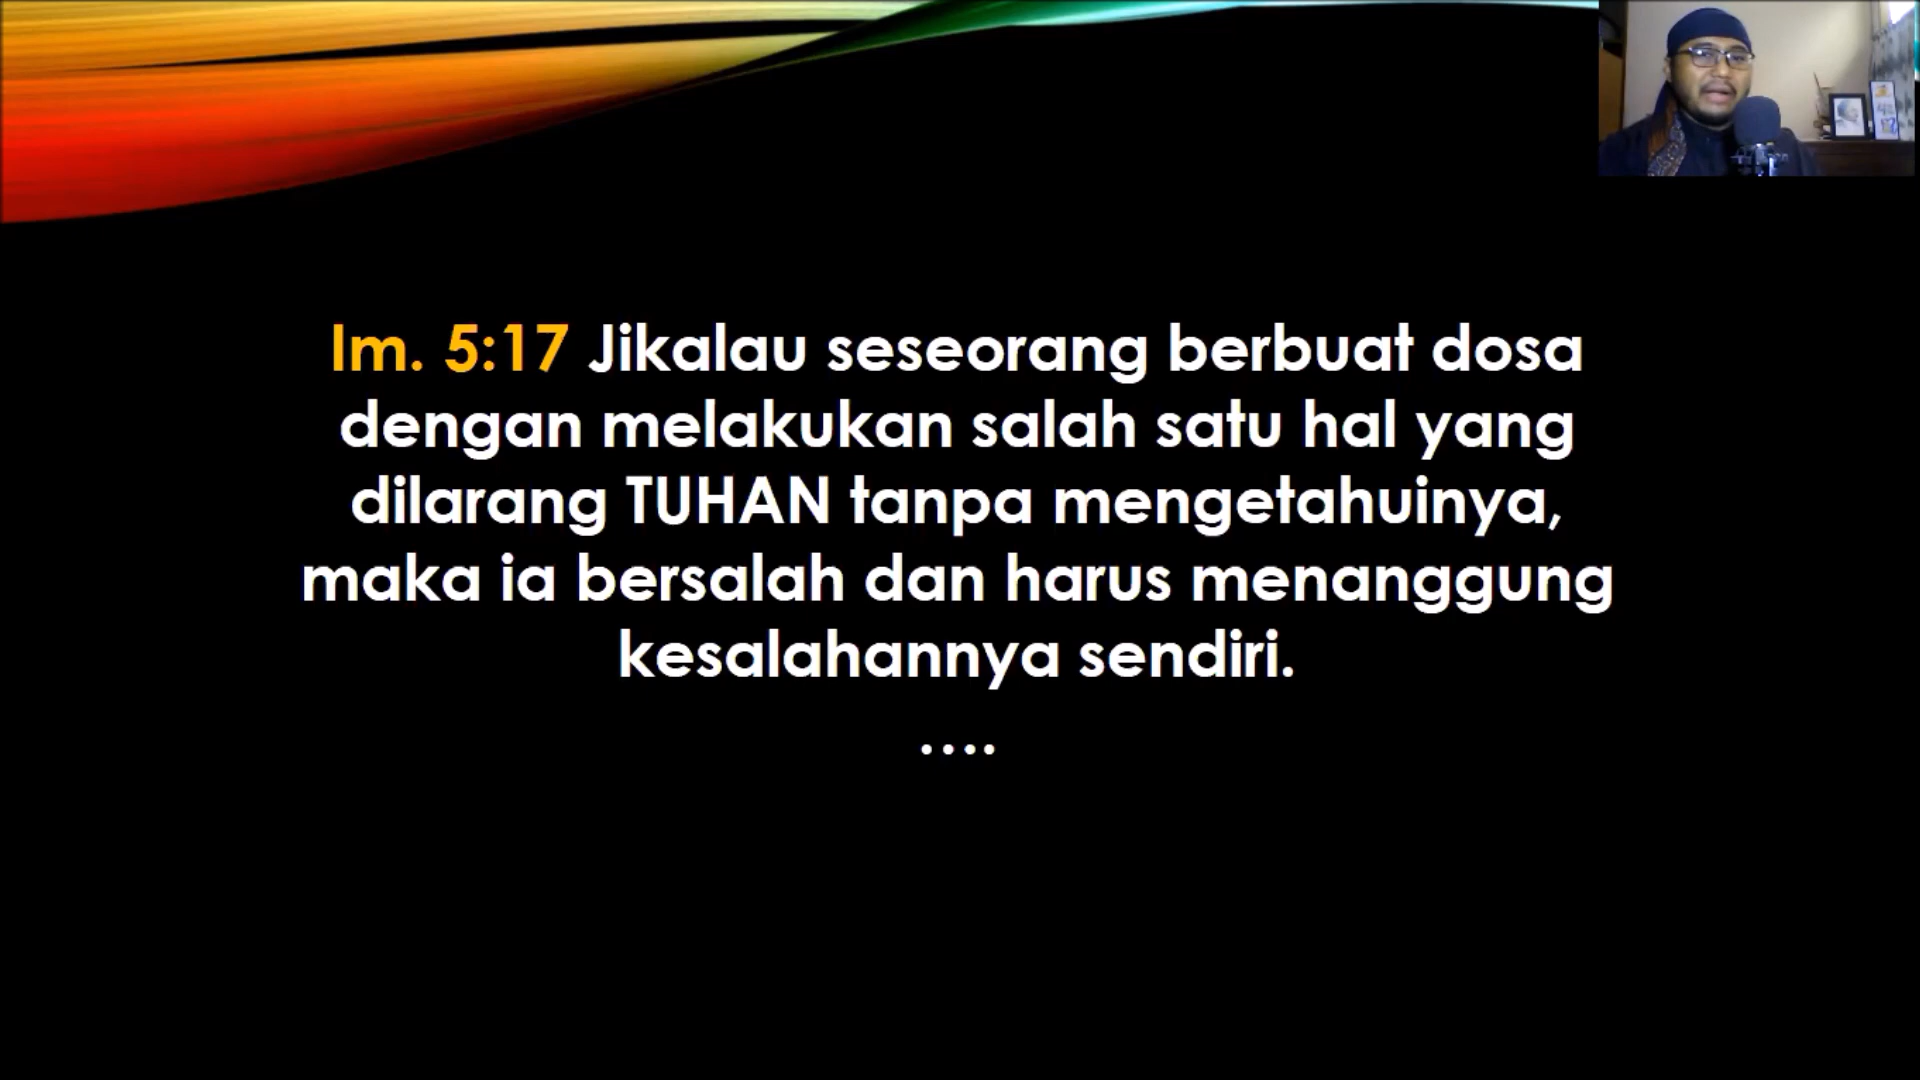 Im. 5:17 Jikalau seseorang berbuat dosa
dengan melakukan salah satu hal yang
dilarang TUHAN tanpa mengetahuinya,
maka ia bersalah dan harus menanggung
kesalahannya sendiri.
....